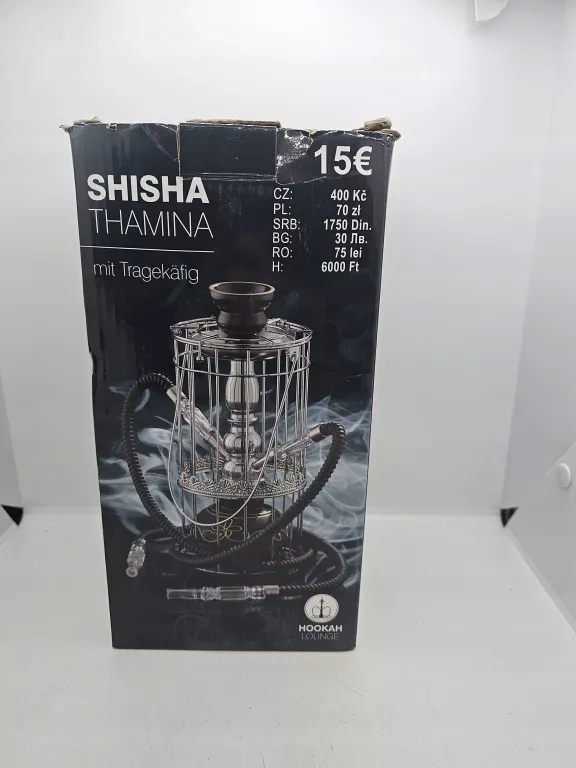 15€
SHISHA
THAMINA
mit Tragekäfig
CZ: 400 Kč
PL: 70 zł
SRB: 1750 Din.
BG: 30 Лв.
RO: 75 lei
H: 6000 Ft
HOOKAH
LOUNGE